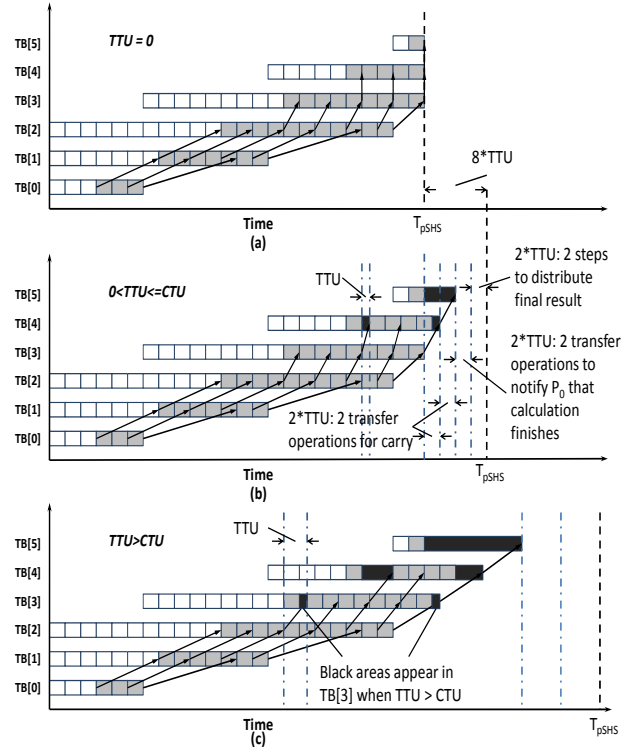 TTU = 0
TB[5]
TB[4]
TB[3]
TB[2]
TB[1]
TB[0]
8*TTU
Time
TpSHS
(a)
0<TTU<=CTU
TTU
TB[5]
TB[4]
TB[3]
TB[2]
TB[1]
TB[0]
2*TTU: 2 steps
to distribute
final result
2*TTU: 2 transfer
operations to
notify P0 that
calculation
finishes
2*TTU: 2 transfer
operations for carry
Time
TpSHS
(b)
TTU>CTU
TTU
TB[5]
TB[4]
TB[3]
TB[2]
TB[1]
TB[0]
Black areas appear in
TB[3] when TTU > CTU
Time
TpSHS
(c)